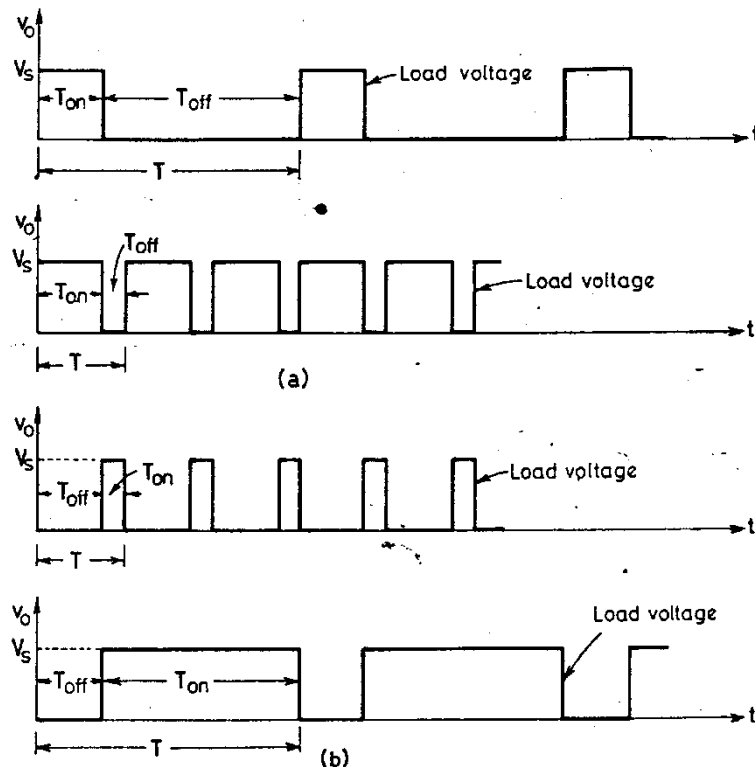 v₀
Vₛ
Tₒₙ
Tₒff
Load voltage
t
T
v₀
Vₛ
Tₒff
Tₒₙ
Load voltage
t
T
(a)
v₀
Vₛ
Tₒₙ
Tₒff
Load voltage
t
T
v₀
Load voltage
Vₛ
Tₒff
Tₒₙ
t
T
(b)